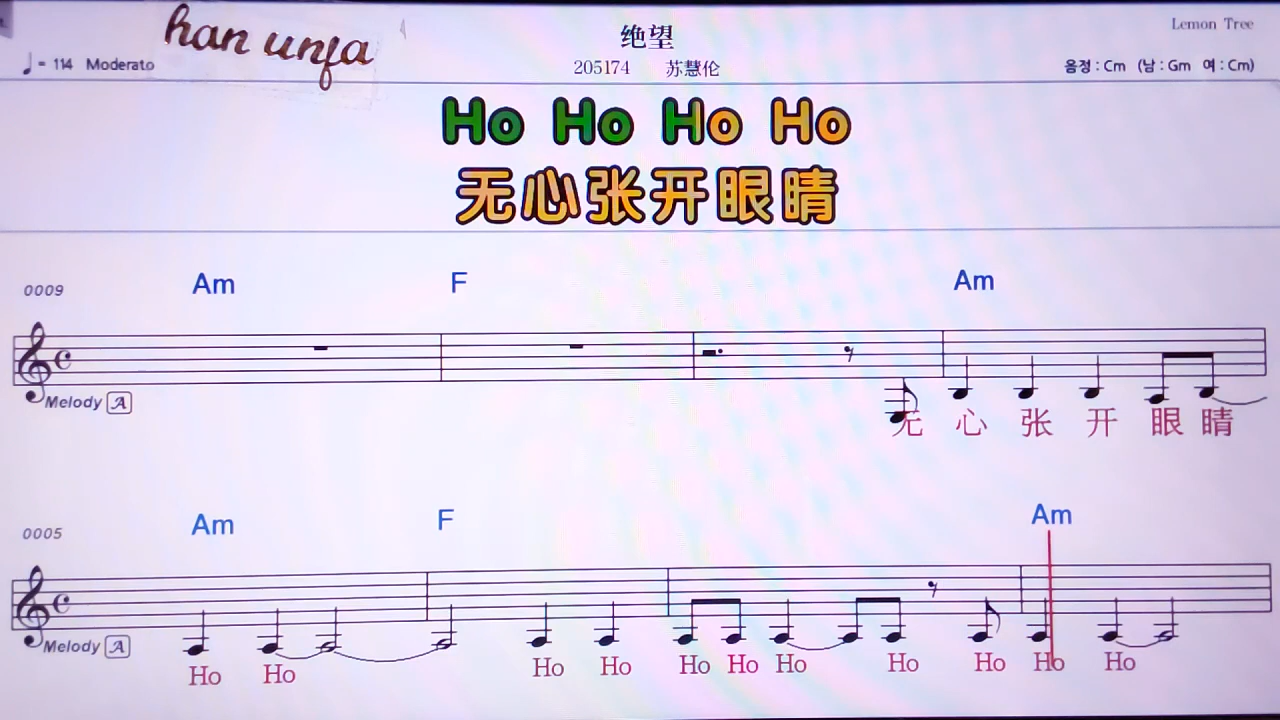 han unfa
绝望
Lemon Tree
♩= 114 Moderato
205174 苏慧伦
음정 : Cm (남 : Gm 여 : Cm)
Ho Ho Ho Ho
无心张开眼睛
0009 Am F Am
Melody A
无 心 张 开 眼 睛
0005 Am F Am
Melody A
Ho Ho Ho Ho Ho Ho Ho Ho Ho Ho Ho